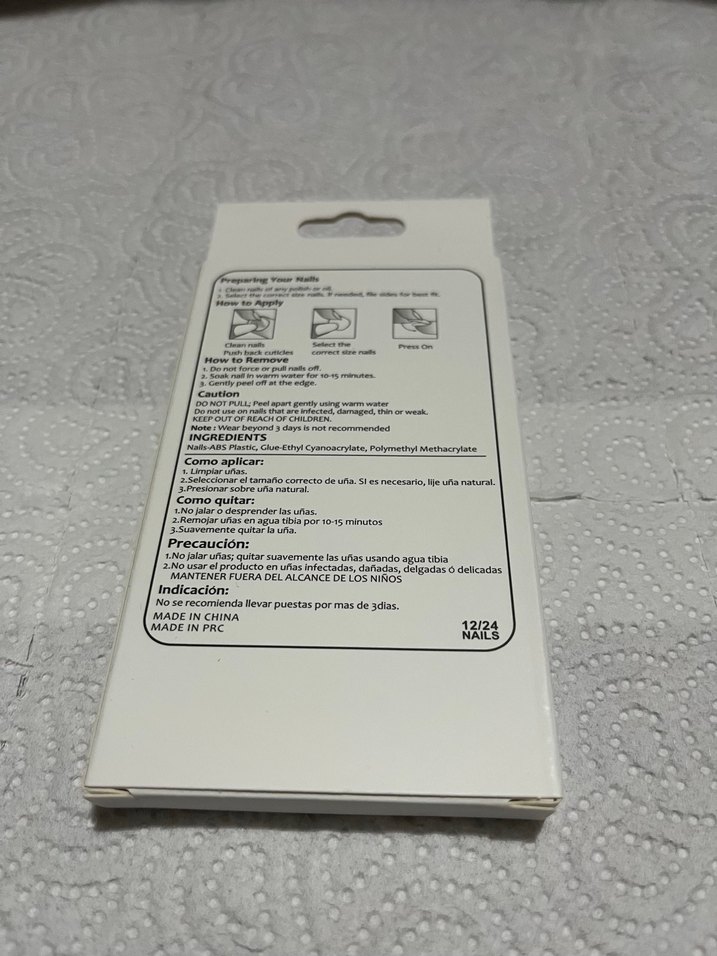 Preparing Your Nails
1. Clean nails of any polish or oil.
2. Select the correct size nails. If needed, file sides for best fit.
How to Apply
Clean nails
Push back cuticles
Select the
correct size nails
Press On
How to Remove
1. Do not force or pull nails off.
2. Soak nail in warm water for 10-15 minutes.
3. Gently peel off at the edge.
Caution
DO NOT PULL; Peel apart gently using warm water
Do not use on nails that are infected, damaged, thin or weak.
KEEP OUT OF REACH OF CHILDREN.
Note : Wear beyond 3 days is not recommended
INGREDIENTS
Nails-ABS Plastic, Glue-Ethyl Cyanoacrylate, Polymethyl Methacrylate
Como aplicar:
1. Limpiar uñas.
2.Seleccionar el tamaño correcto de uña. SI es necesario, lije uña natural.
3.Presionar sobre uña natural.
Como quitar:
1.No jalar o desprender las uñas.
2.Remojar uñas en agua tibia por 10-15 minutos
3.Suavemente quitar la uña.
Precaución:
1.No jalar uñas; quitar suavemente las uñas usando agua tibia
2.No usar el producto en uñas infectadas, dañadas, delgadas ó delicadas
MANTENER FUERA DEL ALCANCE DE LOS NIÑOS
Indicación:
No se recomienda llevar puestas por mas de 3dias.
MADE IN CHINA
MADE IN PRC
12/24
NAILS